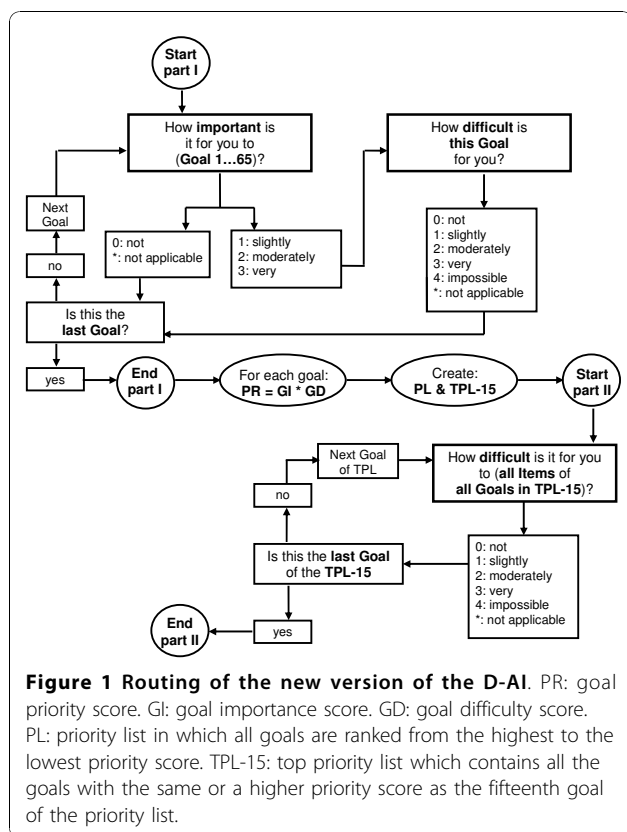 Start
part I
How important is
it for you to
(Goal 1...65)?
How difficult is
this Goal
for you?
Next
Goal
no
0: not
*: not applicable
1: slightly
2: moderately
3: very
0: not
1: slightly
2: moderately
3: very
4: impossible
*: not applicable
Is this the
last Goal?
yes
End
part I
For each goal:
PR = GI * GD
Create:
PL & TPL-15
Start
part II
Next Goal
of TPL
How difficult is it for you
to (all Items of
all Goals in TPL-15)?
no
Is this the last Goal
of the TPL-15
0: not
1: slightly
2: moderately
3: very
4: impossible
*: not applicable
End
part II
yes
Figure 1 Routing of the new version of the D-AI. PR: goal
priority score. GI: goal importance score. GD: goal difficulty score.
PL: priority list in which all goals are ranked from the highest to the
lowest priority score. TPL-15: top priority list which contains all the
goals with the same or a higher priority score as the fifteenth goal
of the priority list.